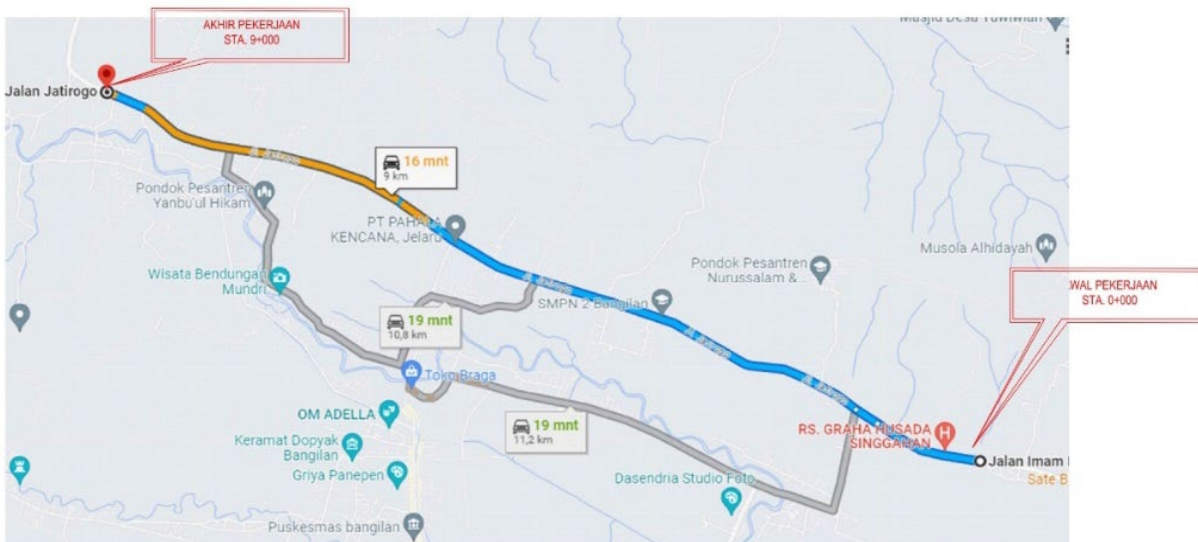 AKHIR PEKERJAAN
STA. 9+000
Masjid Desa
Jalan Jatirogo
16 mnt
9 km
Pondok Pesantren
Yanbu'ul Hikam
PT PAHALA
KENCANA, Jelaru
Pondok Pesantren
Nurussalam &...
Musola Alhidayah
Wisata Bendungan
Mundri
SMPN 2 Bangilan
WAL PEKERJAAN
STA. 0+000
19 mnt
10,8 km
Toko Braga
OM ADELLA
19 mnt
11,2 km
RS. GRAHA HUSADA
SINGGAHAN
Jalan Imam
Keramat Dopyak
Bangilan
Griya Panepen
Dasendria Studio Foto
Sate B
Puskesmas bangilan